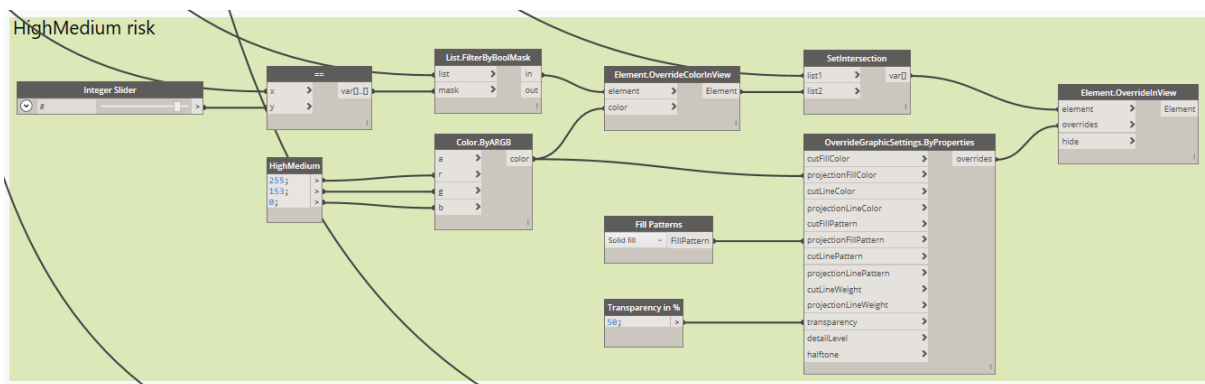 HighMedium risk
Integer Slider
8
>
==
x
>
var[]..[]
y
>
List.FilterByBoolMask
list
>
in
mask
>
out
Element.OverrideColorInView
element
>
Element
color
>
SetIntersection
list1
>
var[]
list2
>
Element.OverrideInView
element
>
Element
overrides
>
hide
>
HighMedium
255;
>
153;
>
0;
>
Color.ByARGB
a
>
color
r
>
g
>
b
>
Fill Patterns
Solid fill
FillPattern
Transparency in %
50;
>
OverrideGraphicSettings.ByProperties
cutFillColor
>
overrides
projectionFillColor
>
cutLineColor
>
projectionLineColor
>
cutFillPattern
>
projectionFillPattern
>
cutLinePattern
>
projectionLinePattern
>
cutLineWeight
>
projectionLineWeight
>
transparency
>
detailLevel
>
halftone
>